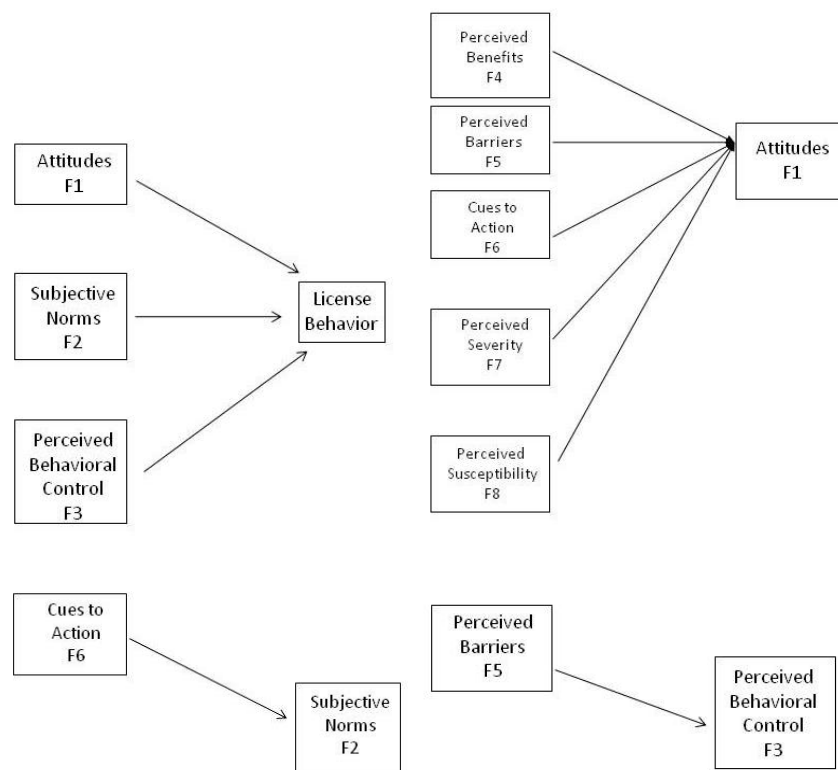 Attitudes
F1
Subjective
Norms
F2
Perceived
Behavioral
Control
F3
License
Behavior
Perceived
Benefits
F4
Perceived
Barriers
F5
Cues to
Action
F6
Perceived
Severity
F7
Perceived
Susceptibility
F8
Attitudes
F1
Cues to
Action
F6
Subjective
Norms
F2
Perceived
Barriers
F5
Perceived
Behavioral
Control
F3